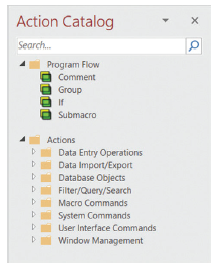 Action Catalog
Search...
Program Flow
Comment
Group
If
Submacro
Actions
Data Entry Operations
Data Import/Export
Database Objects
Filter/Query/Search
Macro Commands
System Commands
User Interface Commands
Window Management